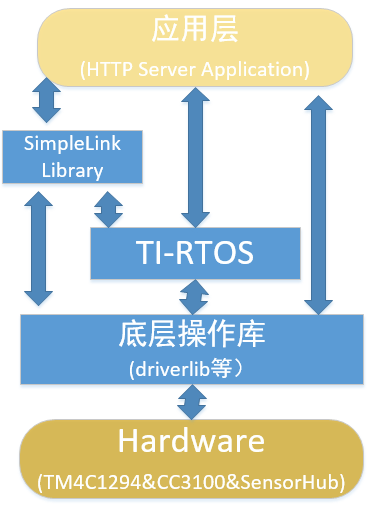 应用层
(HTTP Server Application)
SimpleLink
Library
TI-RTOS
底层操作库
(driverlib等）
Hardware
(TM4C1294&CC3100&SensorHub)